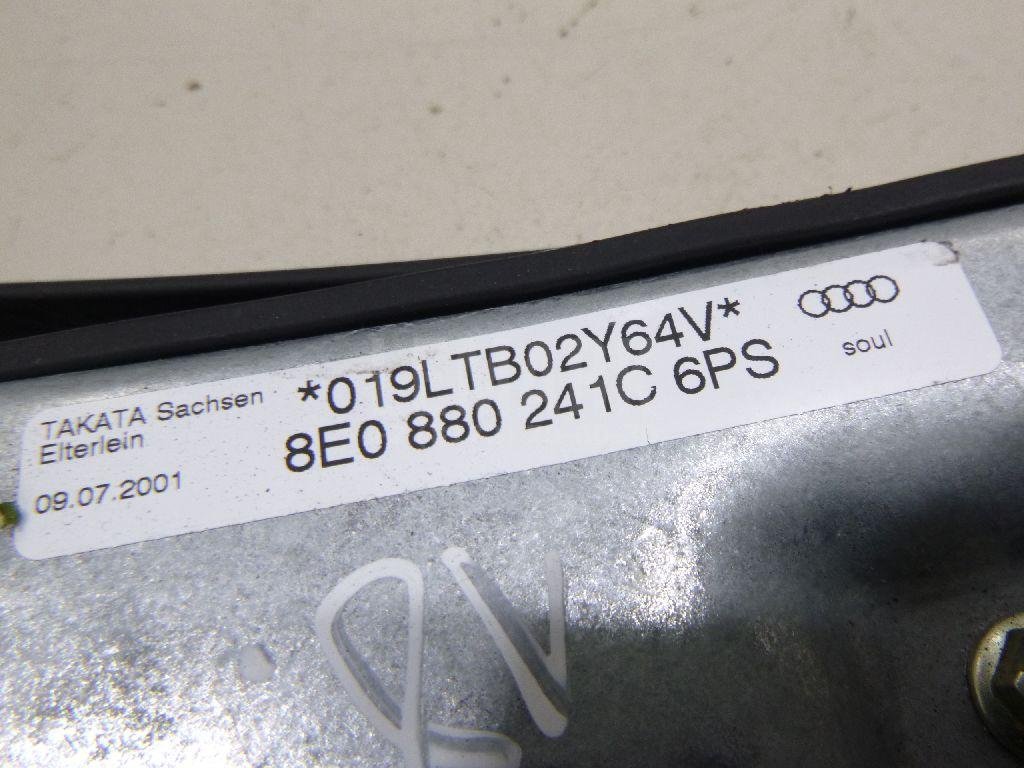 TAKATA Sachsen
Elterlein
09.07.2001
*019LTB02Y64V*
8E0 880 241C 6PS
soul